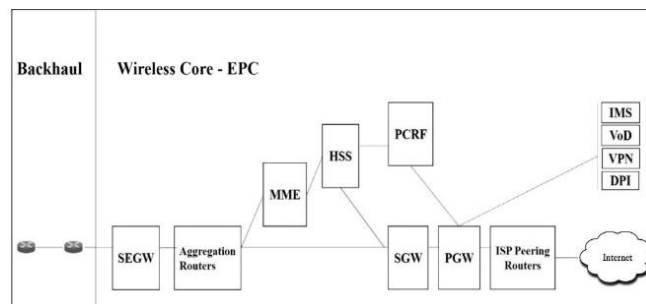 Backhaul
Wireless Core - EPC
IMS
VoD
VPN
DPI
PCRF
HSS
MME
SEGW
Aggregation
Routers
SGW
PGW
ISP Peering
Routers
Internet